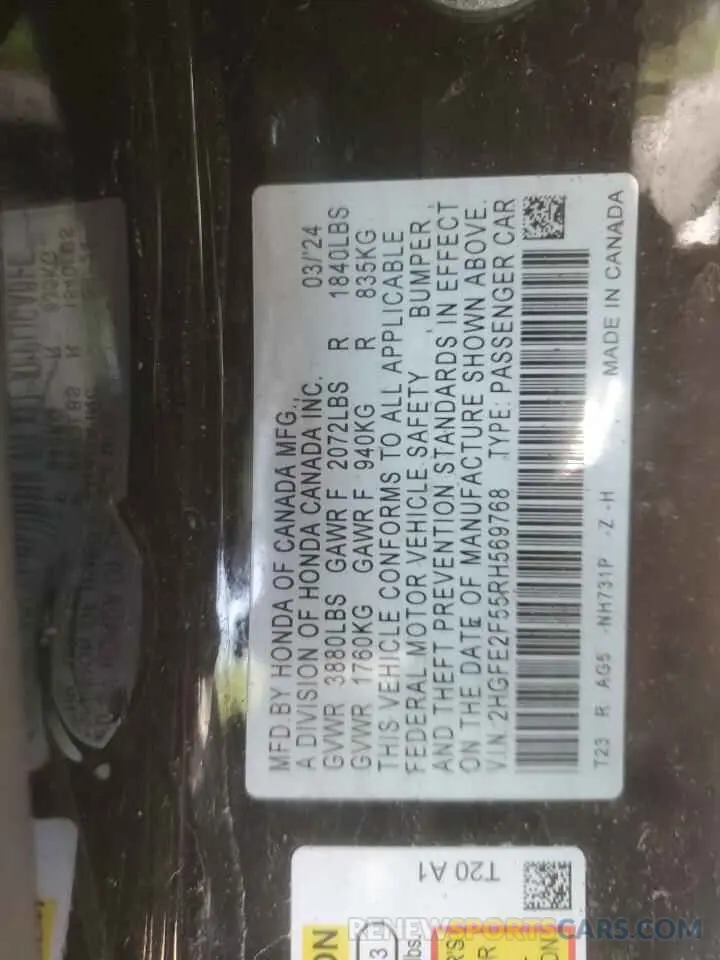 MFD. BY HONDA OF CANADA MFG.,
A DIVISION OF HONDA CANADA INC. 03/'24
GVWR 3880LBS GAWR F 2072LBS R 1840LBS
GVWR 1760KG GAWR F 940KG R 835KG
THIS VEHICLE CONFORMS TO ALL APPLICABLE
FEDERAL MOTOR VEHICLE SAFETY, BUMPER,
AND THEFT PREVENTION STANDARDS IN EFFECT
ON THE DATE OF MANUFACTURE SHOWN ABOVE.
V.I.N. 2HGFE2F55RH569768 TYPE: PASSENGER CAR
T23 R AG5 -NH731P -Z -H MADE IN CANADA
T20 A1
RENEWSPORTSCARS.COM